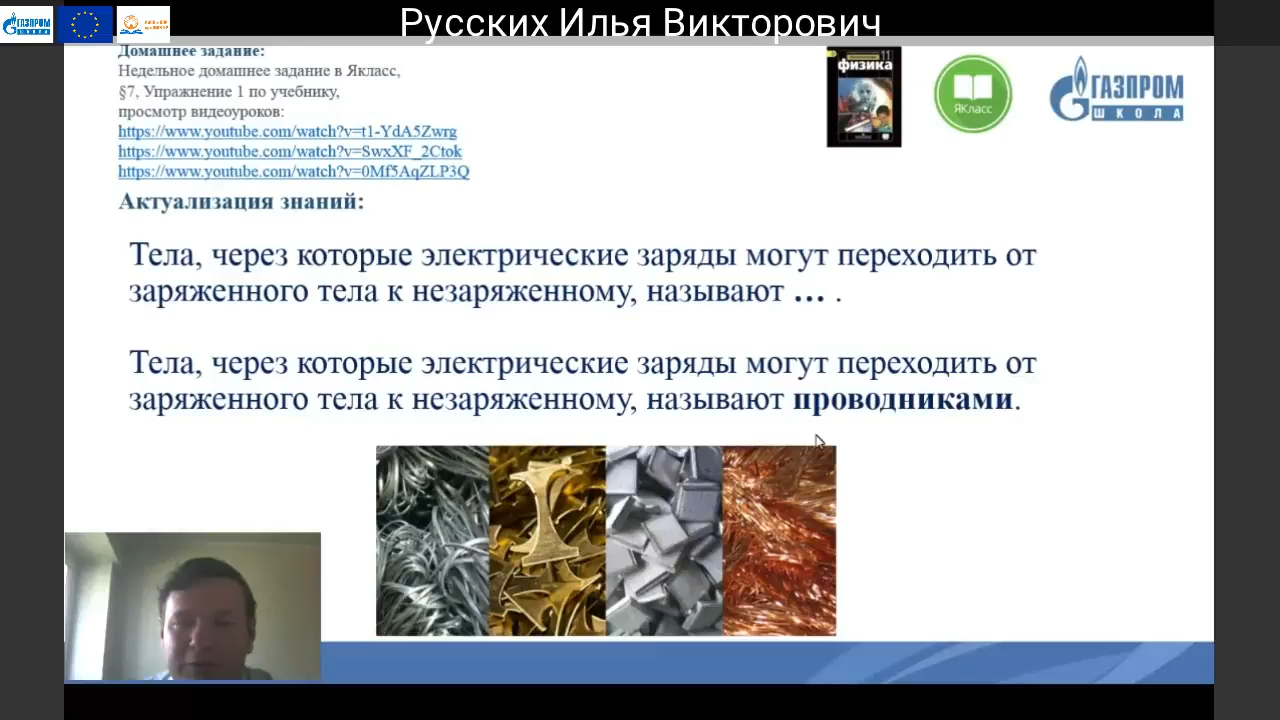 ГАЗПРОМ
ШКОЛА
Русских Илья Викторович
Домашнее задание:
Недельное домашнее задание в Якласс,
§7, Упражнение 1 по учебнику,
просмотр видеоуроков:
https://www.youtube.com/watch?v=t1-YdA5Zwrg
https://www.youtube.com/watch?v=SwxXF_2Ctok
https://www.youtube.com/watch?v=0Mf5AqZLP3Q
11
физика
ЯКласс
ГАЗПРОМ
ШКОЛА
Актуализация знаний:
Тела, через которые электрические заряды могут переходить от
заряженного тела к незаряженному, называют ... .
Тела, через которые электрические заряды могут переходить от
заряженного тела к незаряженному, называют проводниками.